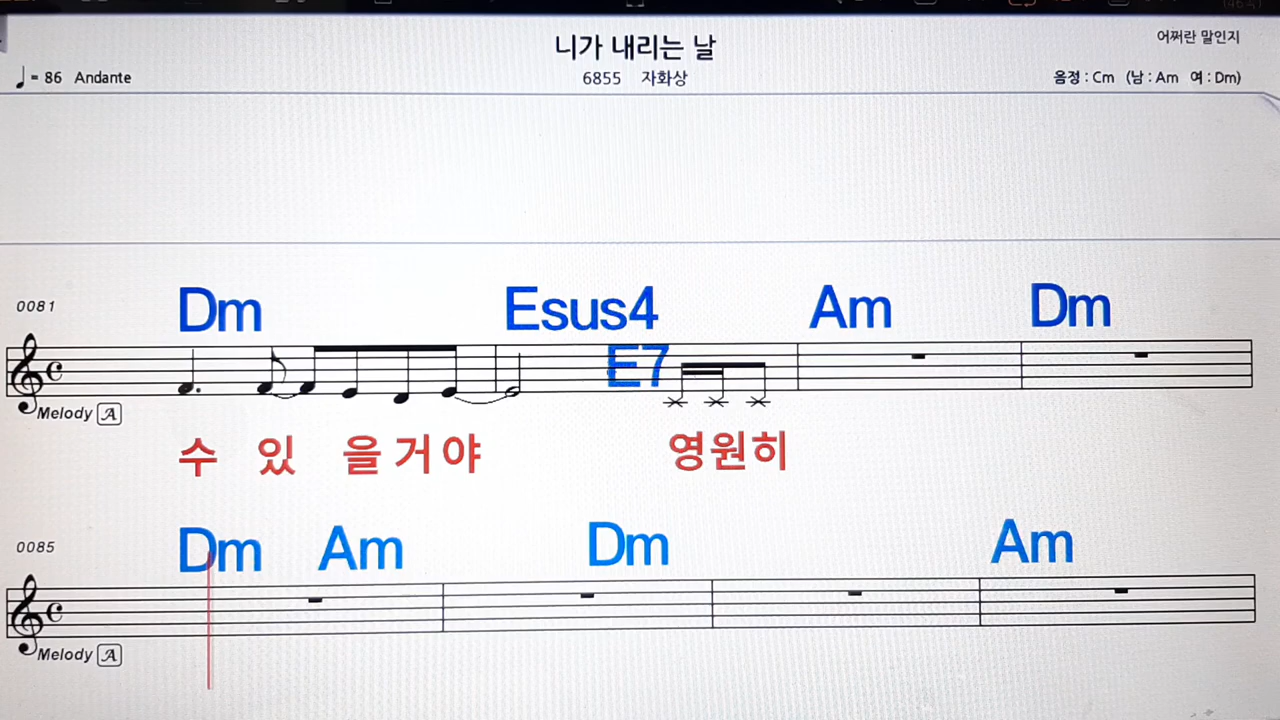 니가 내리는 날
어쩌란 말인지
♩= 86 Andante
6855 자화상
음정 : Cm (남 : Am 여 : Dm)
0081
Dm Esus4 Am Dm
E7
Melody A
수 있 을 거 야 영원히
0085
Dm Am Dm Am
Melody A